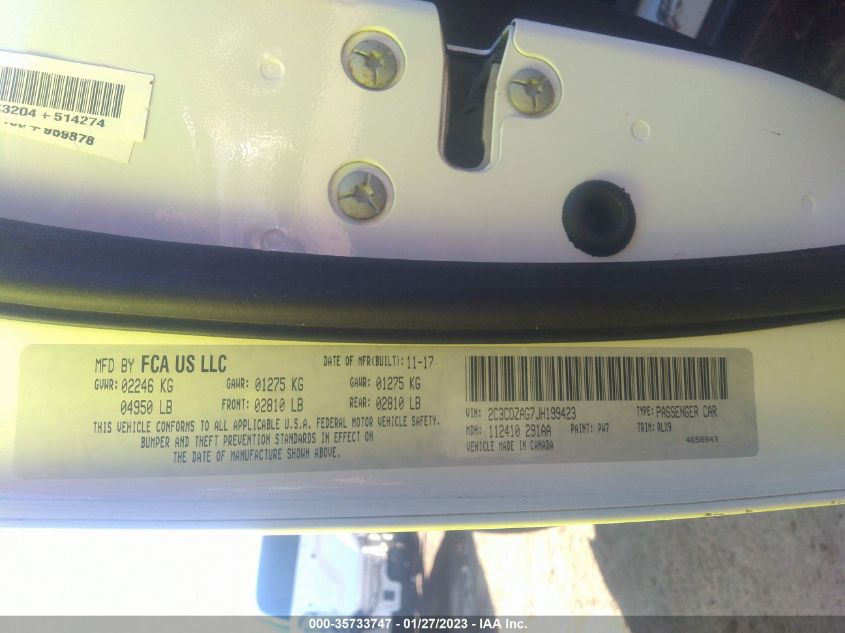 3204 + 514274
+ 989878
MFD BY FCA US LLC
DATE OF MFR(BUILT): 11-17
GVWR: 02246 KG
GAWR: 01275 KG
GAWR: 01275 KG
04950 LB
FRONT: 02810 LB
REAR: 02810 LB
THIS VEHICLE CONFORMS TO ALL APPLICABLE U.S.A. FEDERAL MOTOR VEHICLE SAFETY,
BUMPER AND THEFT PREVENTION STANDARDS IN EFFECT ON
THE DATE OF MANUFACTURE SHOWN ABOVE.
VIN: 2C3CDZAG7JH199423
TYPE: PASSENGER CAR
MDH: 112410 291AA
PAINT: PW7
TRIM: RLX9
VEHICLE MADE IN CANADA
4658843
000-35733747 - 01/27/2023 - IAA Inc.